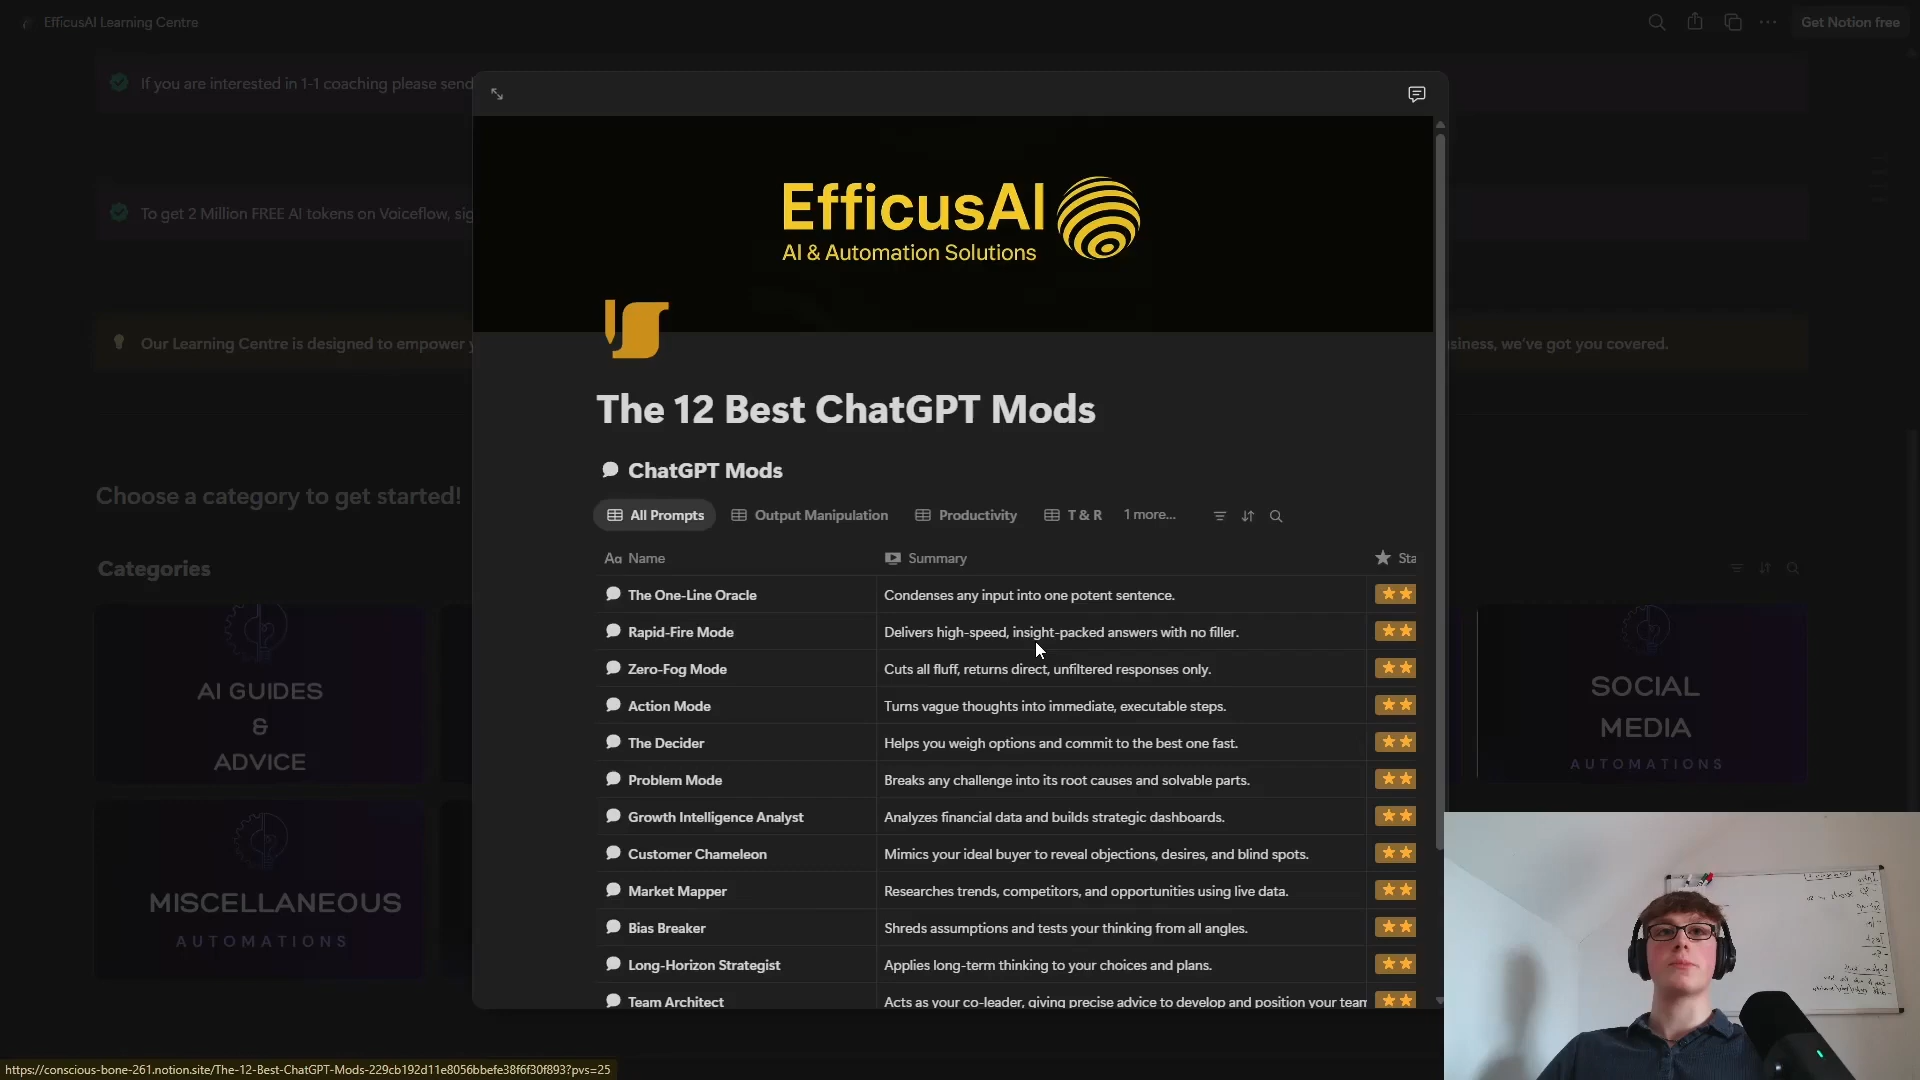 EfficusAI Learning Centre
Get Notion free
If you are interested in 1-1 coaching please send
To get 2 Million FREE AI tokens on Voiceflow, sig
Our Learning Centre is designed to empower y
siness, we've got you covered.
Choose a category to get started!
Categories
AI GUIDES
&
ADVICE
MISCELLANEOUS
AUTOMATIONS
SOCIAL
MEDIA
AUTOMATIONS
EfficusAI
AI & Automation Solutions
The 12 Best ChatGPT Mods
ChatGPT Mods
All Prompts Output Manipulation Productivity T & R 1 more...
Aa Name Summary Sta
The One-Line Oracle Condenses any input into one potent sentence.
Rapid-Fire Mode Delivers high-speed, insight-packed answers with no filler.
Zero-Fog Mode Cuts all fluff, returns direct, unfiltered responses only.
Action Mode Turns vague thoughts into immediate, executable steps.
The Decider Helps you weigh options and commit to the best one fast.
Problem Mode Breaks any challenge into its root causes and solvable parts.
Growth Intelligence Analyst Analyzes financial data and builds strategic dashboards.
Customer Chameleon Mimics your ideal buyer to reveal objections, desires, and blind spots.
Market Mapper Researches trends, competitors, and opportunities using live data.
Bias Breaker Shreds assumptions and tests your thinking from all angles.
Long-Horizon Strategist Applies long-term thinking to your choices and plans.
Team Architect Acts as your co-leader, giving precise advice to develop and position your team
https://conscious-bone-261.notion.site/The-12-Best-ChatGPT-Mods-229cb192d11e8056bbefe38f6f30f893?pvs=25